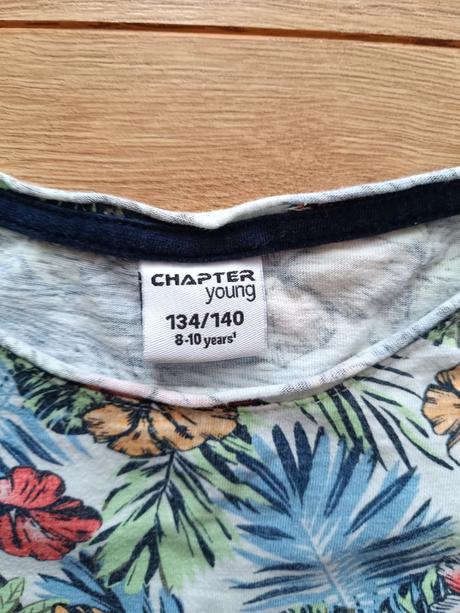 CHAPTER
young
134/140
8-10 years¹